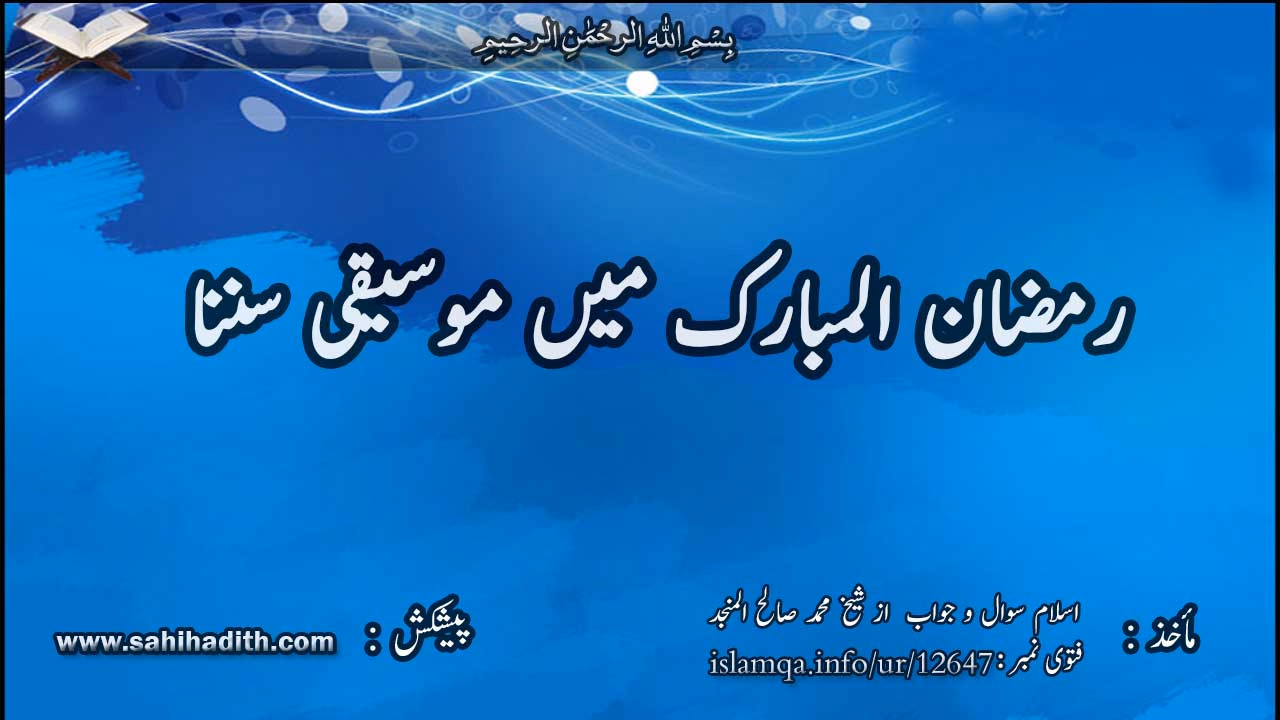 بِسْمِ اللّٰهِ الرَّحْمٰنِ الرَّحِيْمِ
رمضان المبارک میں موسیقی سننا
مأخذ : اسلام سوال و جواب از شیخ محمد صالح المنجد
فتوی نمبر : islamqa.info/ur/12647
پیشکش : www.sahihadith.com